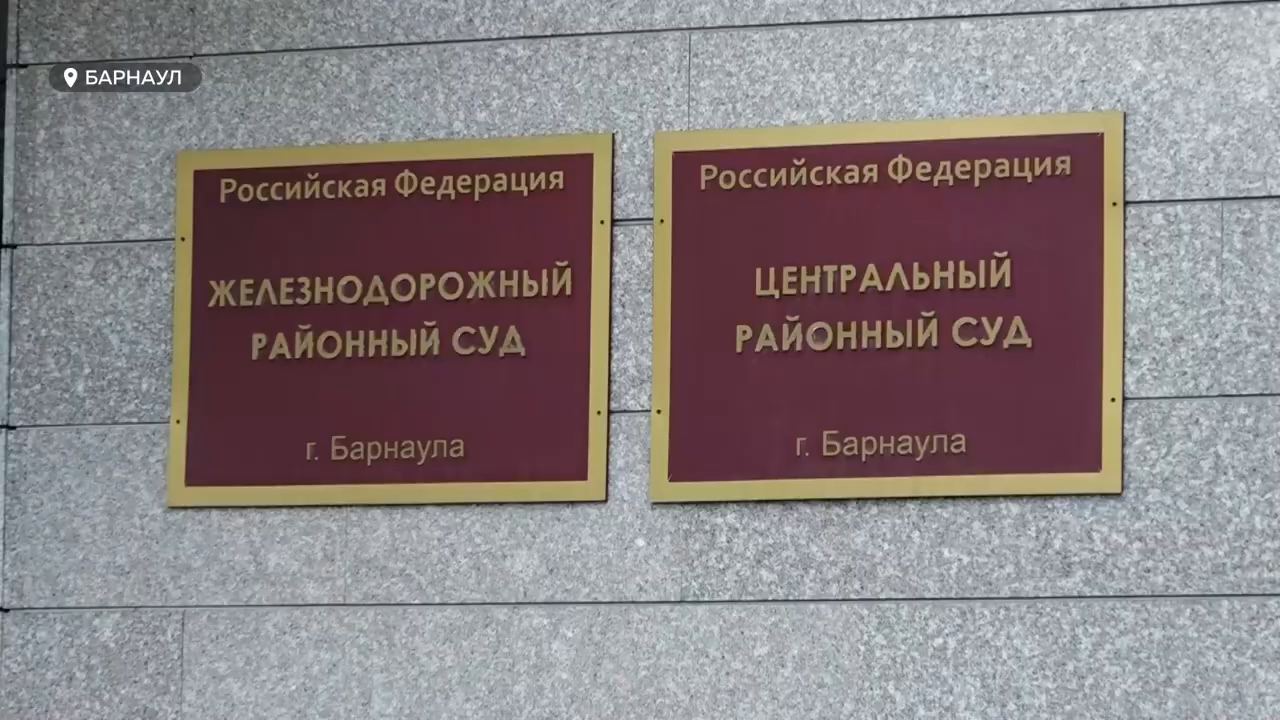 БАРНАУЛ
Российская Федерация
ЖЕЛЕЗНОДОРОЖНЫЙ
РАЙОННЫЙ СУД
г. Барнаула
Российская Федерация
ЦЕНТРАЛЬНЫЙ
РАЙОННЫЙ СУД
г. Барнаула